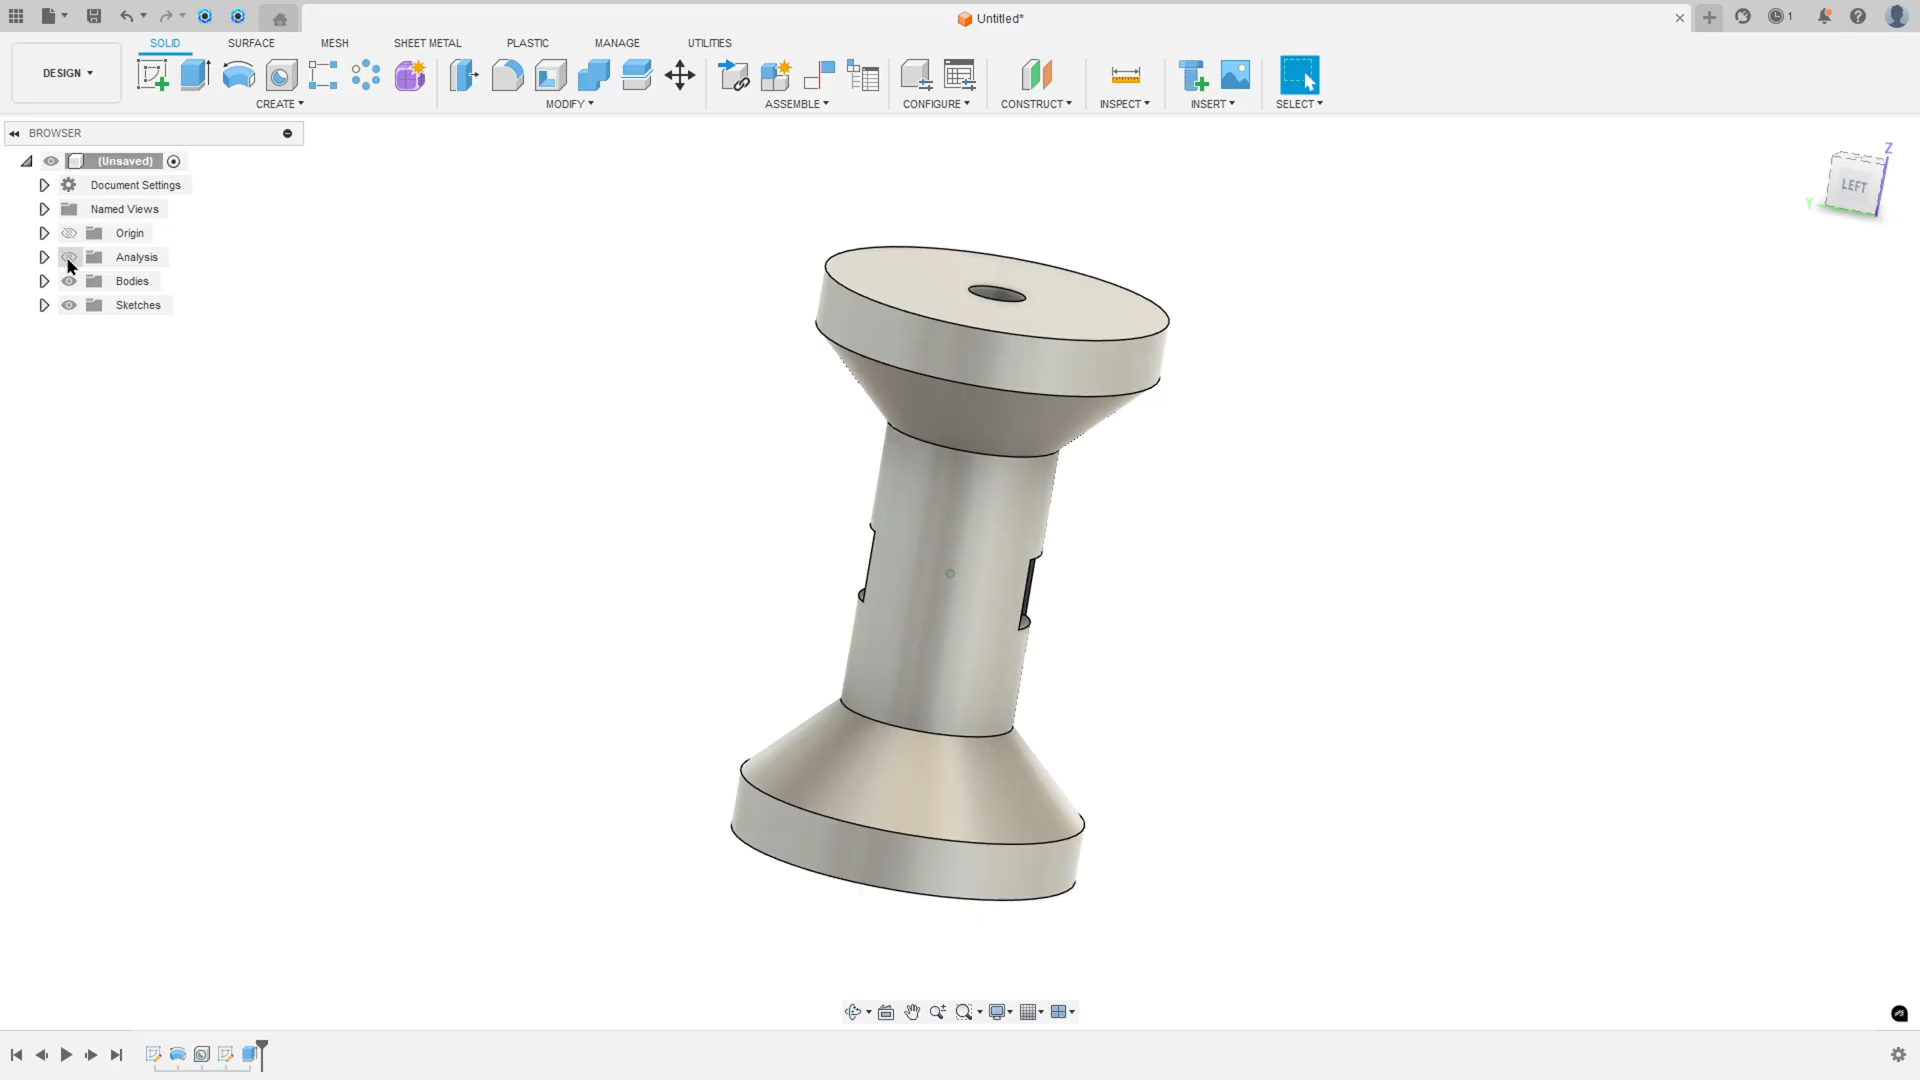 Untitled*
1
DESIGN
SOLID SURFACE MESH SHEET METAL PLASTIC MANAGE UTILITIES
CREATE MODIFY ASSEMBLE CONFIGURE CONSTRUCT INSPECT INSERT SELECT
BROWSER
(Unsaved)
Document Settings
Named Views
Origin
Analysis
Bodies
Sketches
Z
LEFT
Y